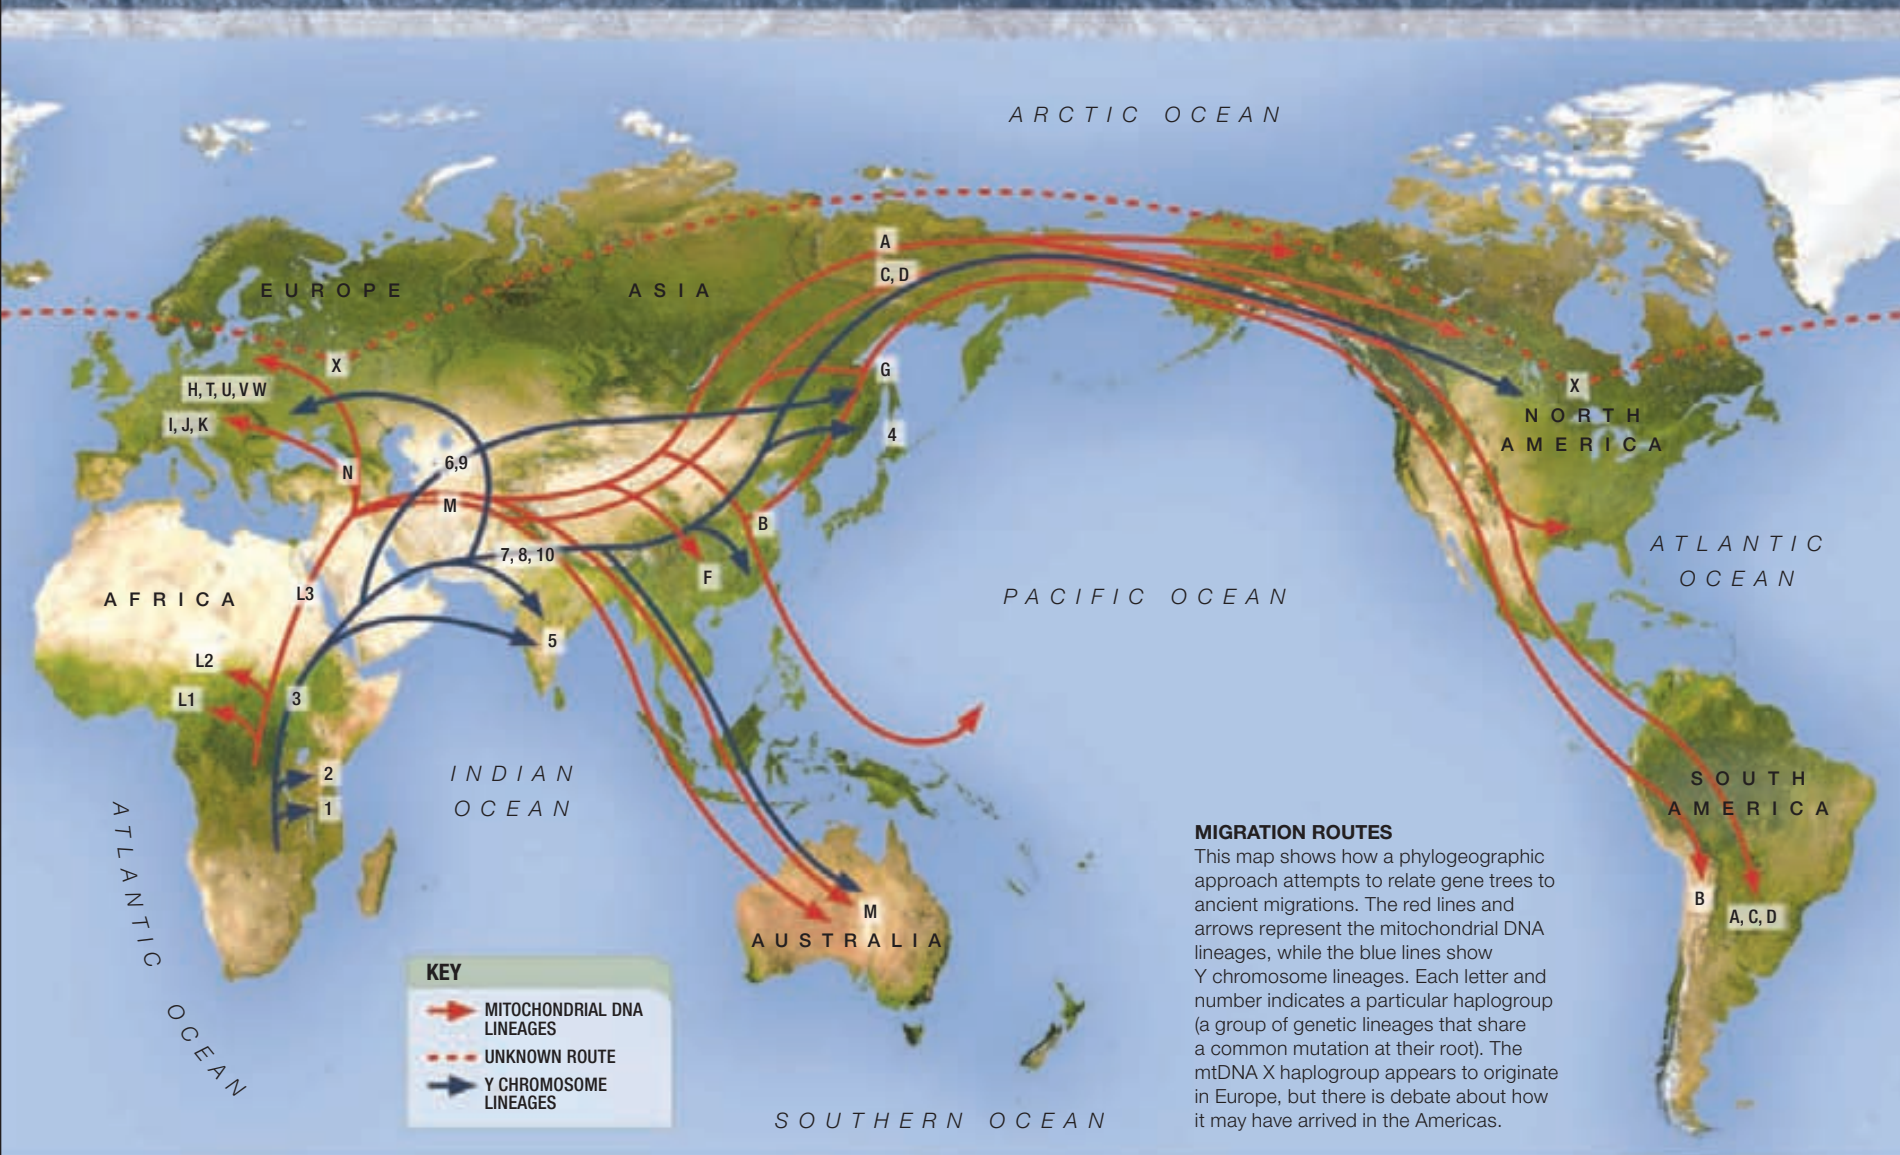 ARCTIC OCEAN
A
C, D
EUROPE
ASIA
X
G
H, T, U, V W
X
I, J, K
NORTH
AMERICA
4
6,9
N
M
B
ATLANTIC
OCEAN
7, 8, 10
F
AFRICA
L3
PACIFIC OCEAN
5
L2
L1
3
2
1
INDIAN
OCEAN
SOUTH
AMERICA
ATLANTIC OCEAN
B
A, C, D
M
AUSTRALIA
KEY
MITOCHONDRIAL DNA
LINEAGES
UNKNOWN ROUTE
Y CHROMOSOME
LINEAGES
SOUTHERN OCEAN
MIGRATION ROUTES
This map shows how a phylogeographic
approach attempts to relate gene trees to
ancient migrations. The red lines and
arrows represent the mitochondrial DNA
lineages, while the blue lines show
Y chromosome lineages. Each letter and
number indicates a particular haplogroup
(a group of genetic lineages that share
a common mutation at their root). The
mtDNA X haplogroup appears to originate
in Europe, but there is debate about how
it may have arrived in the Americas.